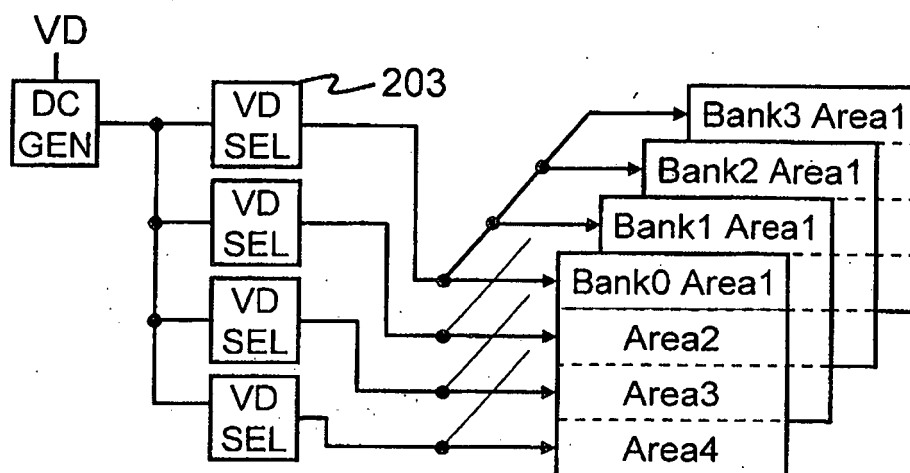 VD
DC
GEN
VD
SEL
203
VD
SEL
VD
SEL
VD
SEL
Bank3 Area1
Bank2 Area1
Bank1 Area1
Bank0 Area1
Area2
Area3
Area4